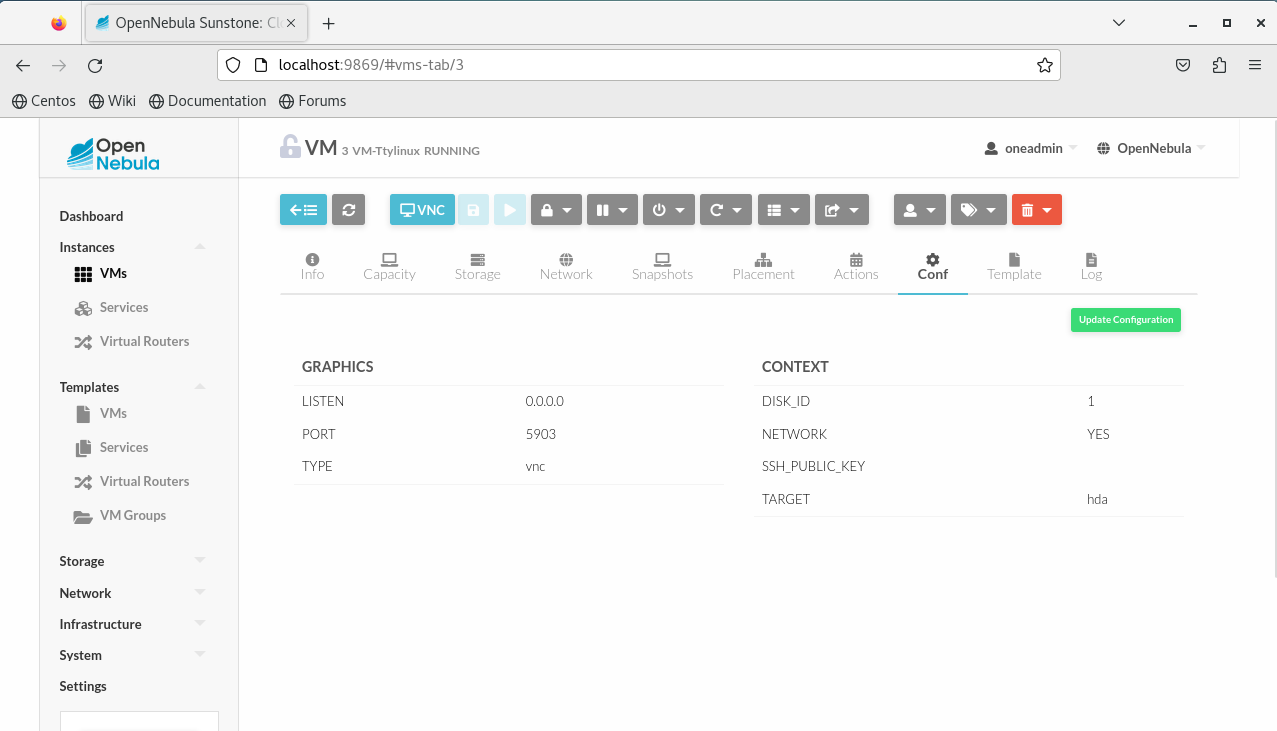 OpenNebula Sunstone: Cl
localhost:9869/#vms-tab/3
Centos Wiki Documentation Forums
Open
Nebula
VM 3 VM-Ttylinux RUNNING
oneadmin OpenNebula
Dashboard
Instances
VMs
Services
Virtual Routers
Templates
VMs
Services
Virtual Routers
VM Groups
Storage
Network
Infrastructure
System
Settings
VNC
Info Capacity Storage Network Snapshots Placement Actions Conf Template Log
Update Configuration
GRAPHICS
LISTEN 0.0.0.0
PORT 5903
TYPE vnc
CONTEXT
DISK_ID 1
NETWORK YES
SSH_PUBLIC_KEY
TARGET hda